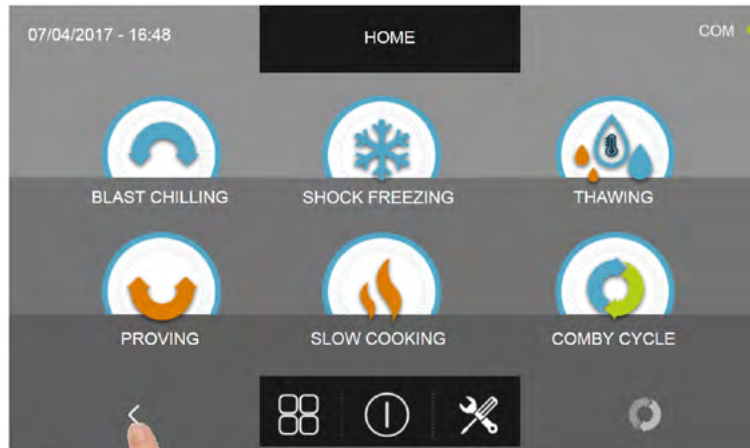 07/04/2017 - 16:48
HOME
COM
BLAST CHILLING
SHOCK FREEZING
THAWING
PROVING
SLOW COOKING
COMBY CYCLE